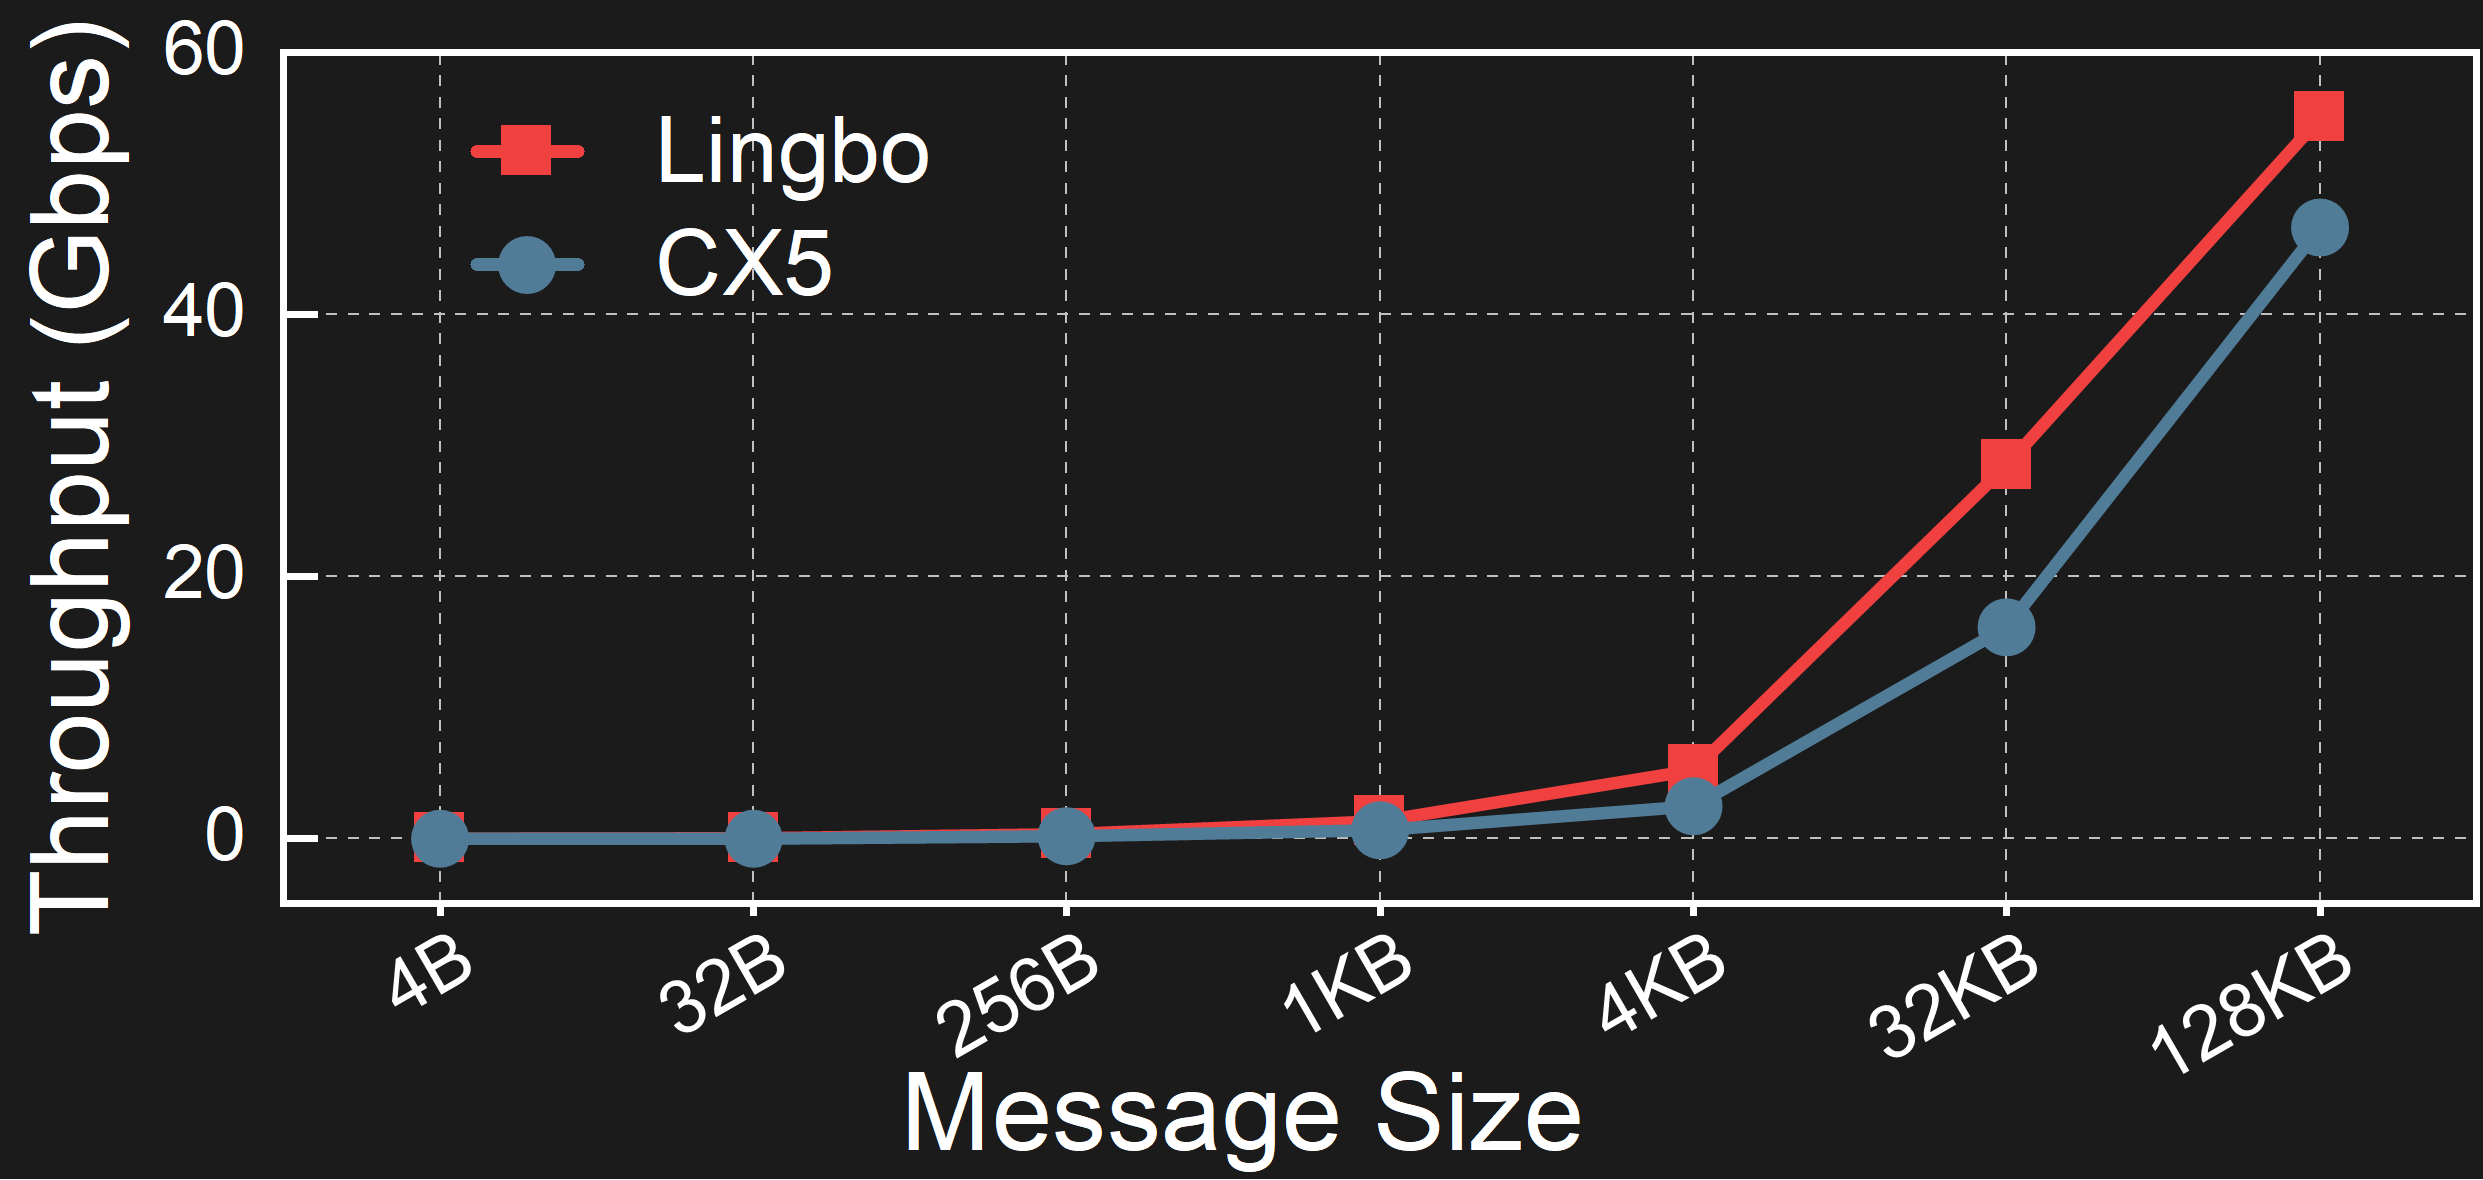 Throughput (Gbps)
60
40
20
0
Lingbo
CX5
4B
32B
256B
1KB
4KB
32KB
128KB
Message Size